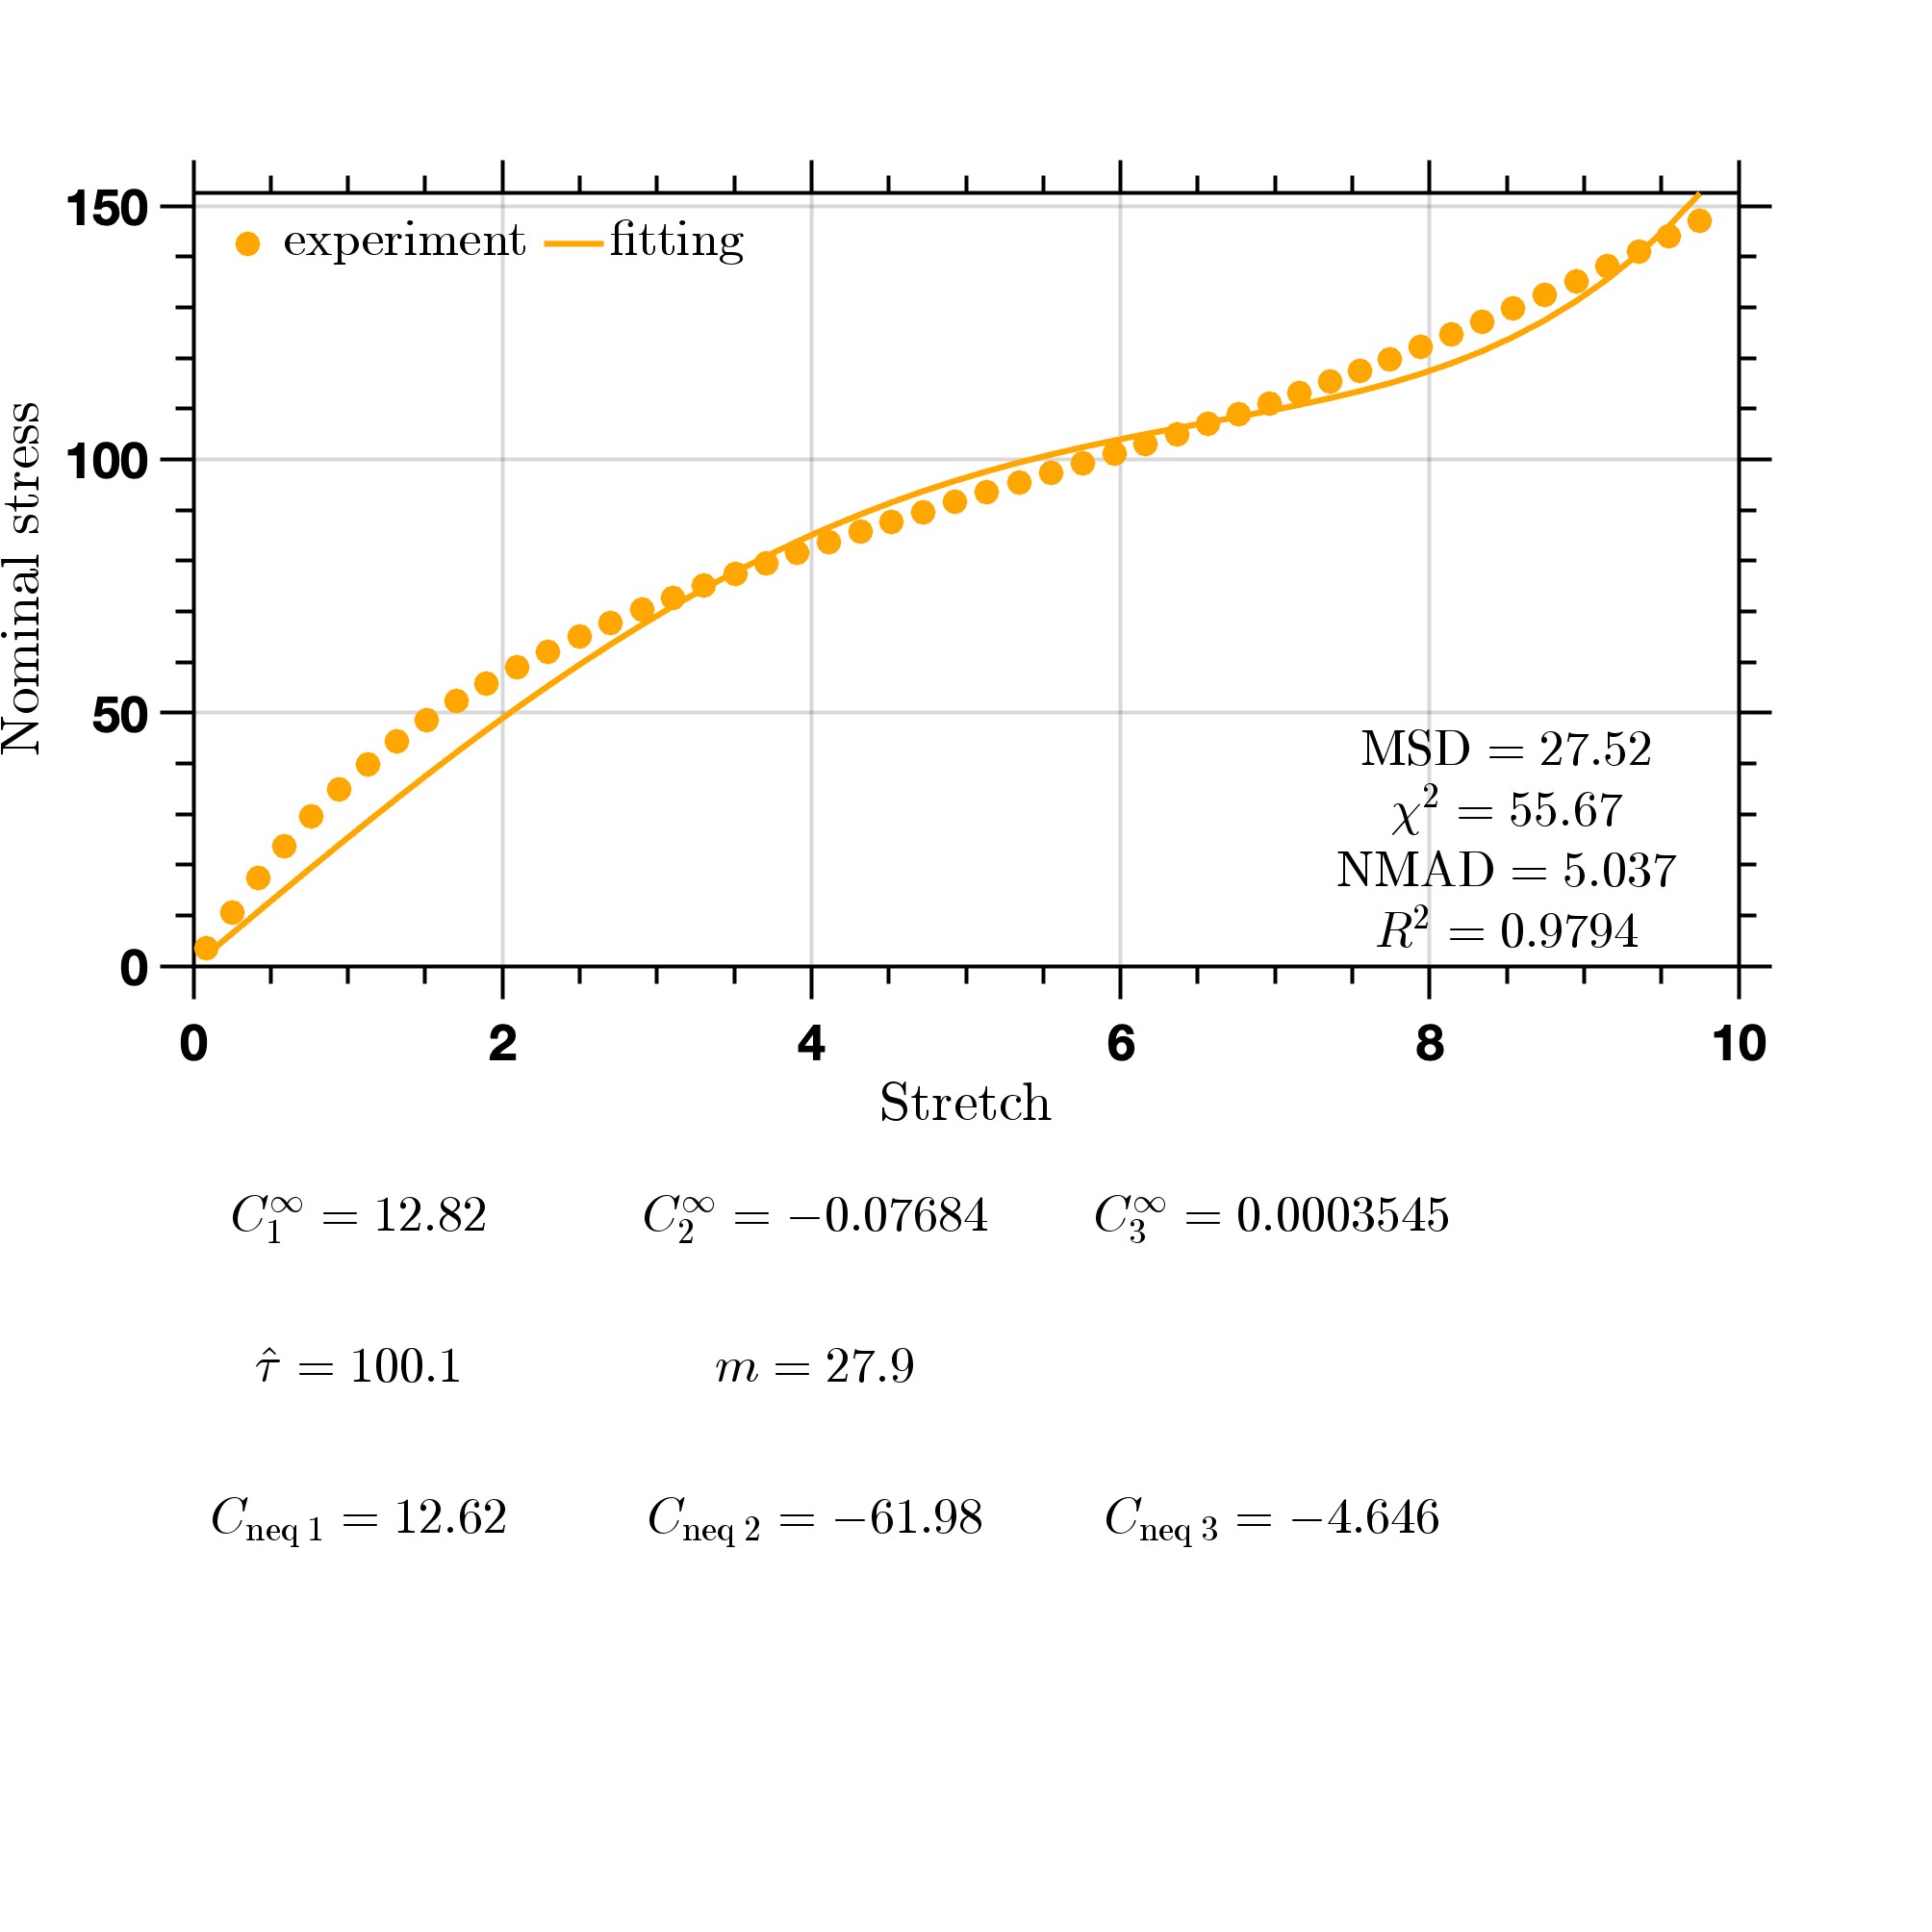 150
experiment fitting
100
Nominal stress
50
MSD = 27.52
χ² = 55.67
NMAD = 5.037
R² = 0.9794
0
0 2 4 6 8 10
Stretch
C₁^∞ = 12.82 C₂^∞ = −0.07684 C₃^∞ = 0.0003545
τ̂ = 100.1 m = 27.9
C_neq 1 = 12.62 C_neq 2 = −61.98 C_neq 3 = −4.646